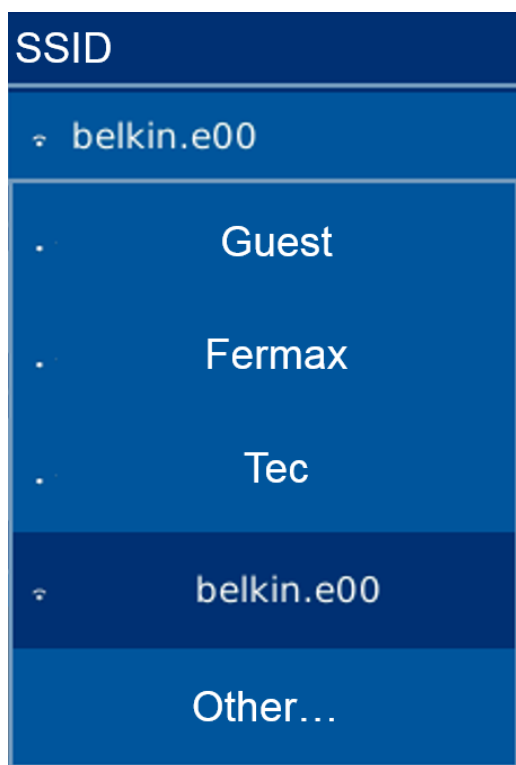 SSID
belkin.e00
Guest
Fermax
Tec
belkin.e00
Other…